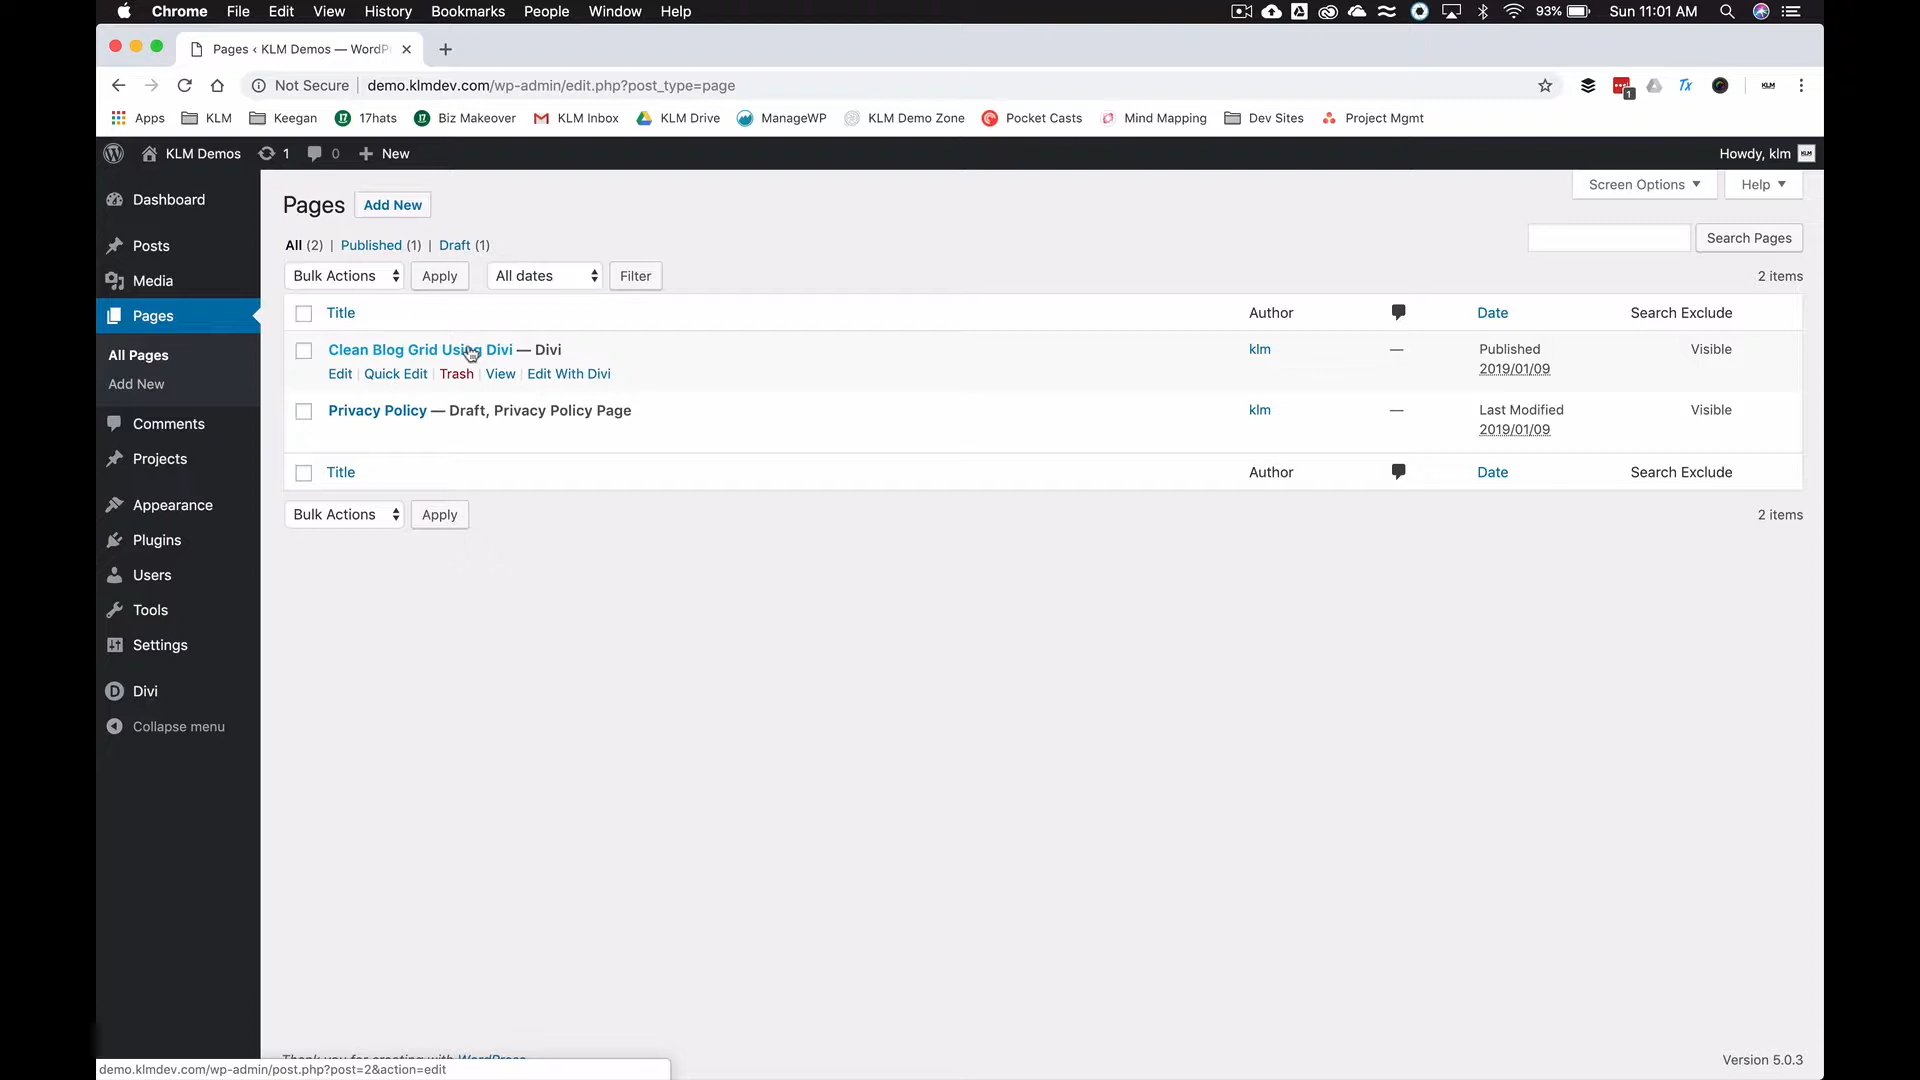 Chrome File Edit View History Bookmarks People Window Help 93% Sun 11:01 AM
Pages ‹ KLM Demos — WordP
Not Secure demo.klmdev.com/wp-admin/edit.php?post_type=page 1 Tx KLM
Apps KLM Keegan 17hats Biz Makeover KLM Inbox KLM Drive ManageWP KLM Demo Zone Pocket Casts Mind Mapping Dev Sites Project Mgmt
KLM Demos 1 0 + New Howdy, klm KLM
Dashboard
Posts
Media
Pages
All Pages
Add New
Comments
Projects
Appearance
Plugins
Users
Tools
Settings
Divi
Collapse menu
Screen Options Help
Pages Add New
All (2) | Published (1) | Draft (1)
Search Pages
Bulk Actions Apply All dates Filter 2 items
Title Author Date Search Exclude
Clean Blog Grid Using Divi — Divi klm — Published Visible
2019/01/09
Edit | Quick Edit | Trash | View | Edit With Divi
Privacy Policy — Draft, Privacy Policy Page klm — Last Modified Visible
2019/01/09
Title Author Date Search Exclude
Bulk Actions Apply 2 items
Thank you for creating with WordPress Version 5.0.3
demo.klmdev.com/wp-admin/post.php?post=2&action=edit